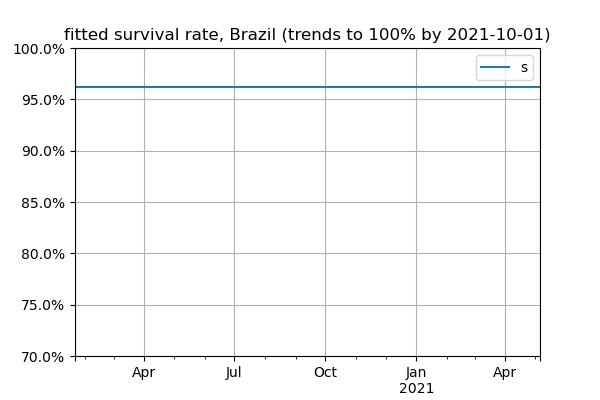 fitted survival rate, Brazil (trends to 100% by 2021-10-01)
100.0%
s
95.0%
90.0%
85.0%
80.0%
75.0%
70.0%
Apr Jul Oct Jan Apr
2021